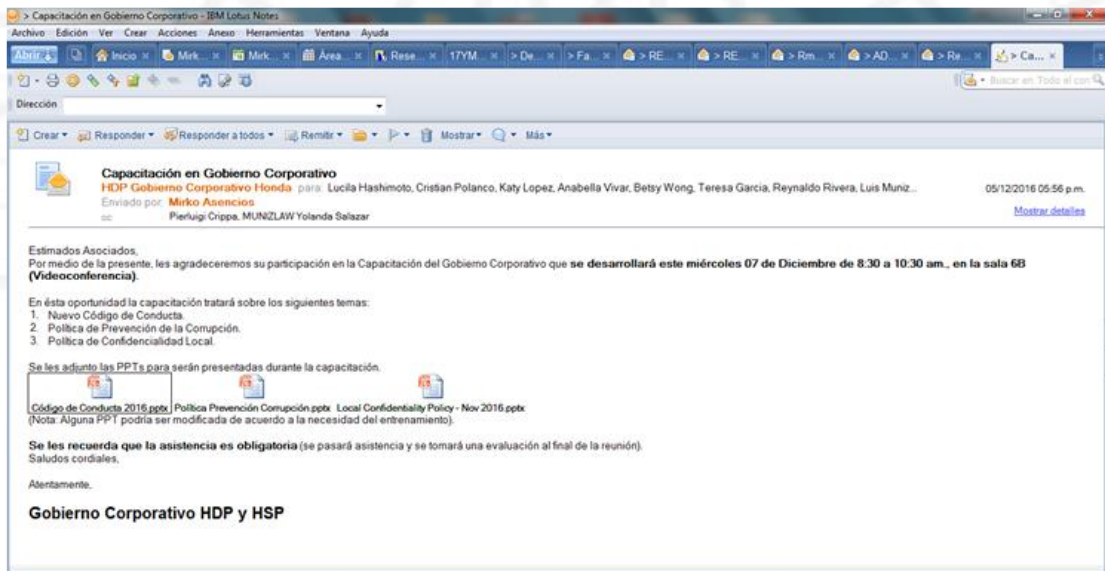 > Capacitación en Gobierno Corporativo - IBM Lotus Notes
Archivo Edición Ver Crear Acciones Anexo Herramientas Ventana Ayuda
Abrir Inicio Mirk... Mirk... Área... Rese... 17YM... > De... > Fa... > RE... > RE... > Rm... > AD... > Re... > Ca...
Buscar en Todo el con
Dirección
Crear Responder Responder a todos Remitir Mostrar Más
Capacitación en Gobierno Corporativo
HDP Gobierno Corporativo Honda para: Lucila Hashimoto, Cristian Polanco, Katy Lopez, Anabella Vivar, Betsy Wong, Teresa Garcia, Reynaldo Rivera, Luis Muniz... 05/12/2016 05:56 p.m.
Enviado por: Mirko Asencios
cc: Pierluigi Crippa, MUNIZLAW Yolanda Salazar
Mostrar detalles
Estimados Asociados,
Por medio de la presente, les agradeceremos su participación en la Capacitación del Gobierno Corporativo que se desarrollará este miércoles 07 de Diciembre de 8:30 a 10:30 am., en la sala 6B
(Videoconferencia).
En ésta oportunidad la capacitación tratará sobre los siguientes temas:
1. Nuevo Código de Conducta.
2. Política de Prevención de la Corrupción.
3. Política de Confidencialidad Local.
Se les adjunto las PPTs para serán presentadas durante la capacitación.
Código de Conducta 2016.pptx Política Prevención Corrupción.pptx Local Confidentiality Policy - Nov 2016.pptx
(Nota: Alguna PPT podría ser modificada de acuerdo a la necesidad del entrenamiento).
Se les recuerda que la asistencia es obligatoria (se pasará asistencia y se tomará una evaluación al final de la reunión).
Saludos cordiales,
Atentamente,
Gobierno Corporativo HDP y HSP